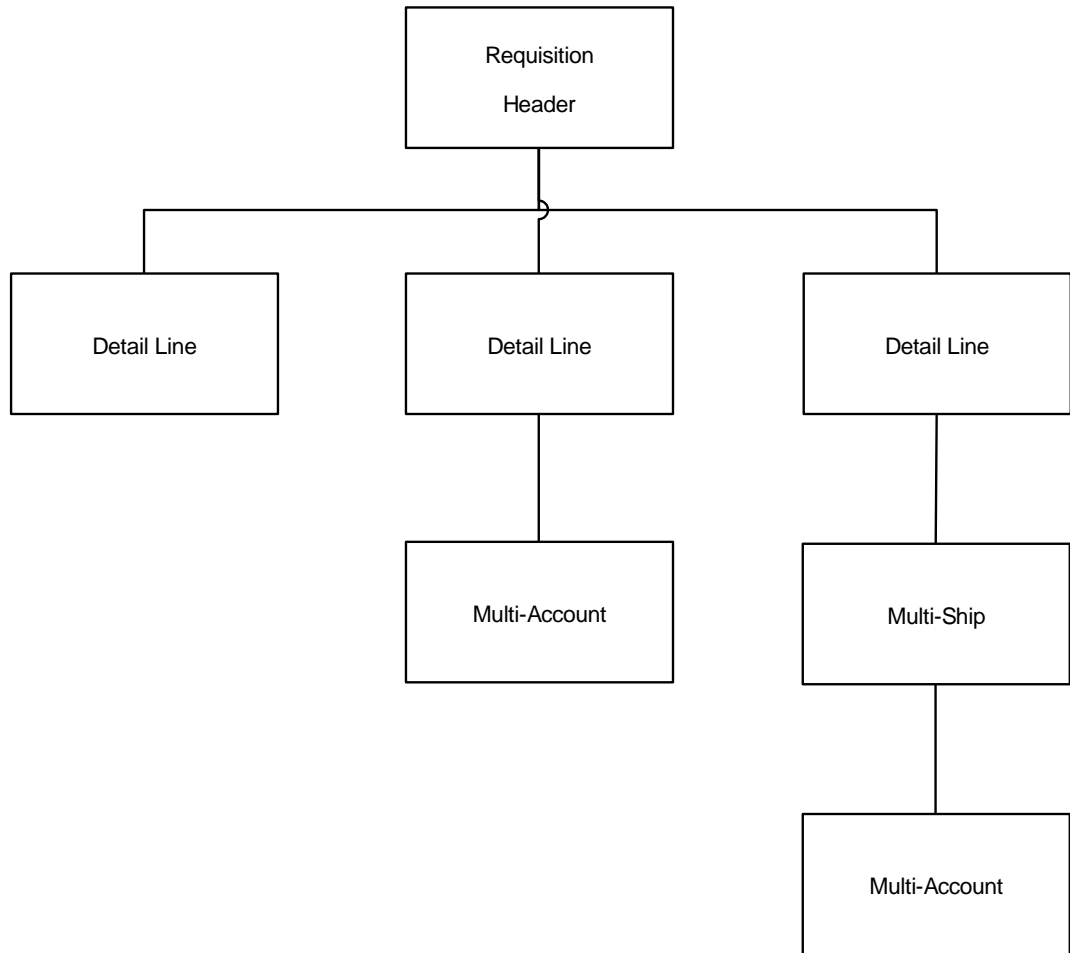 Requisition
Header
Detail Line
Detail Line
Detail Line
Multi-Account
Multi-Ship
Multi-Account